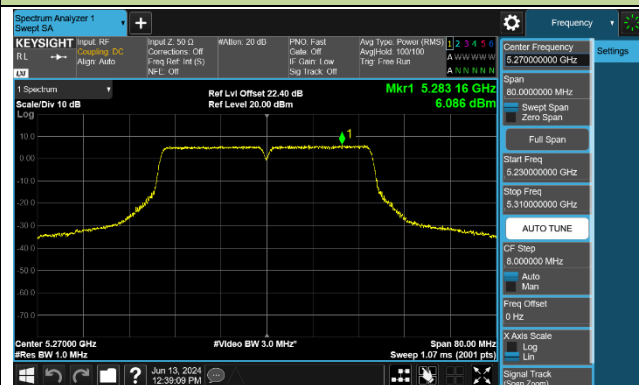 Spectrum Analyzer 1
Swept SA
Frequency
KEYSIGHT
RL
LXI
Input: RF
Coupling: DC
Align: Auto
Input Z: 50 Ω
Corrections: Off
Freq Ref: Int (S)
NFE: Off
#Atten: 20 dB
PNO: Fast
Gate: Off
IF Gain: Low
Sig Track: Off
Avg Type: Power (RMS)
Avg|Hold: 100/100
Trig: Free Run
1 2 3 4 5 6
A W W W W W
A N N N N N
Center Frequency
5.270000000 GHz
Settings
1 Spectrum
Scale/Div 10 dB
Log
Ref Lvl Offset 22.40 dB
Ref Level 20.00 dBm
Mkr1 5.283 16 GHz
6.086 dBm
Span
80.0000000 MHz
Swept Span
Zero Span
Full Span
Start Freq
5.230000000 GHz
Stop Freq
5.310000000 GHz
AUTO TUNE
CF Step
8.000000 MHz
Auto
Man
Freq Offset
0 Hz
X Axis Scale
Log
Lin
Signal Track
(Span Zoom)
1
10.0
0.00
-10.0
-20.0
-30.0
-40.0
-50.0
-60.0
-70.0
Center 5.27000 GHz
#Res BW 1.0 MHz
#Video BW 3.0 MHz*
Span 80.00 MHz
Sweep 1.07 ms (2001 pts)
?
Jun 13, 2024
12:39:09 PM